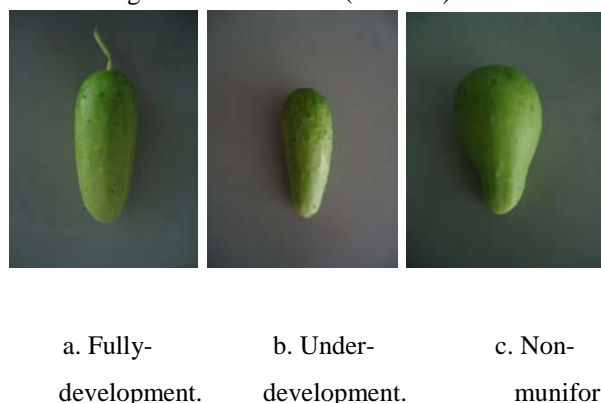 a. Fully-
development.
b. Under-
development.
c. Non-
munifor